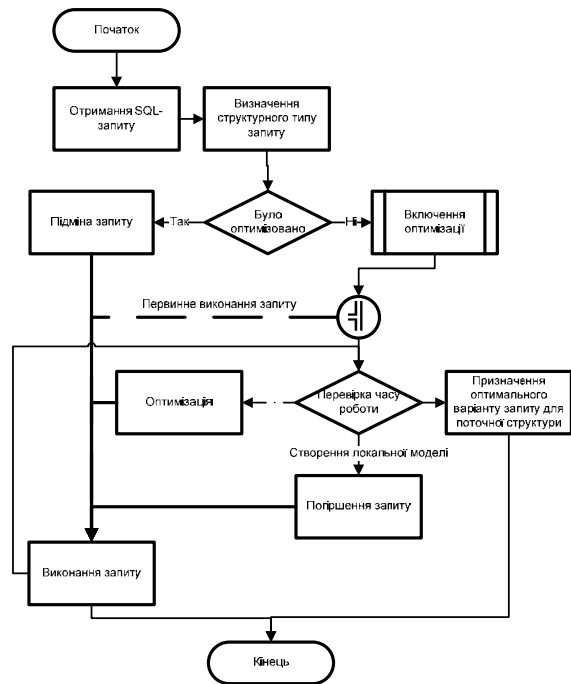 Початок
Отримання SQL-
запиту
Визначення
структурного типу
запиту
Підміна запиту
Так
Було
оптимізовано
Ні
Включення
оптимізації
Первинне виконання запиту
Оптимізація
Перевірка часу
роботи
Призначення
оптимального
варіанту запиту для
поточної структури
Створення локальної моделі
Погіршення запиту
Виконання запиту
Кінець